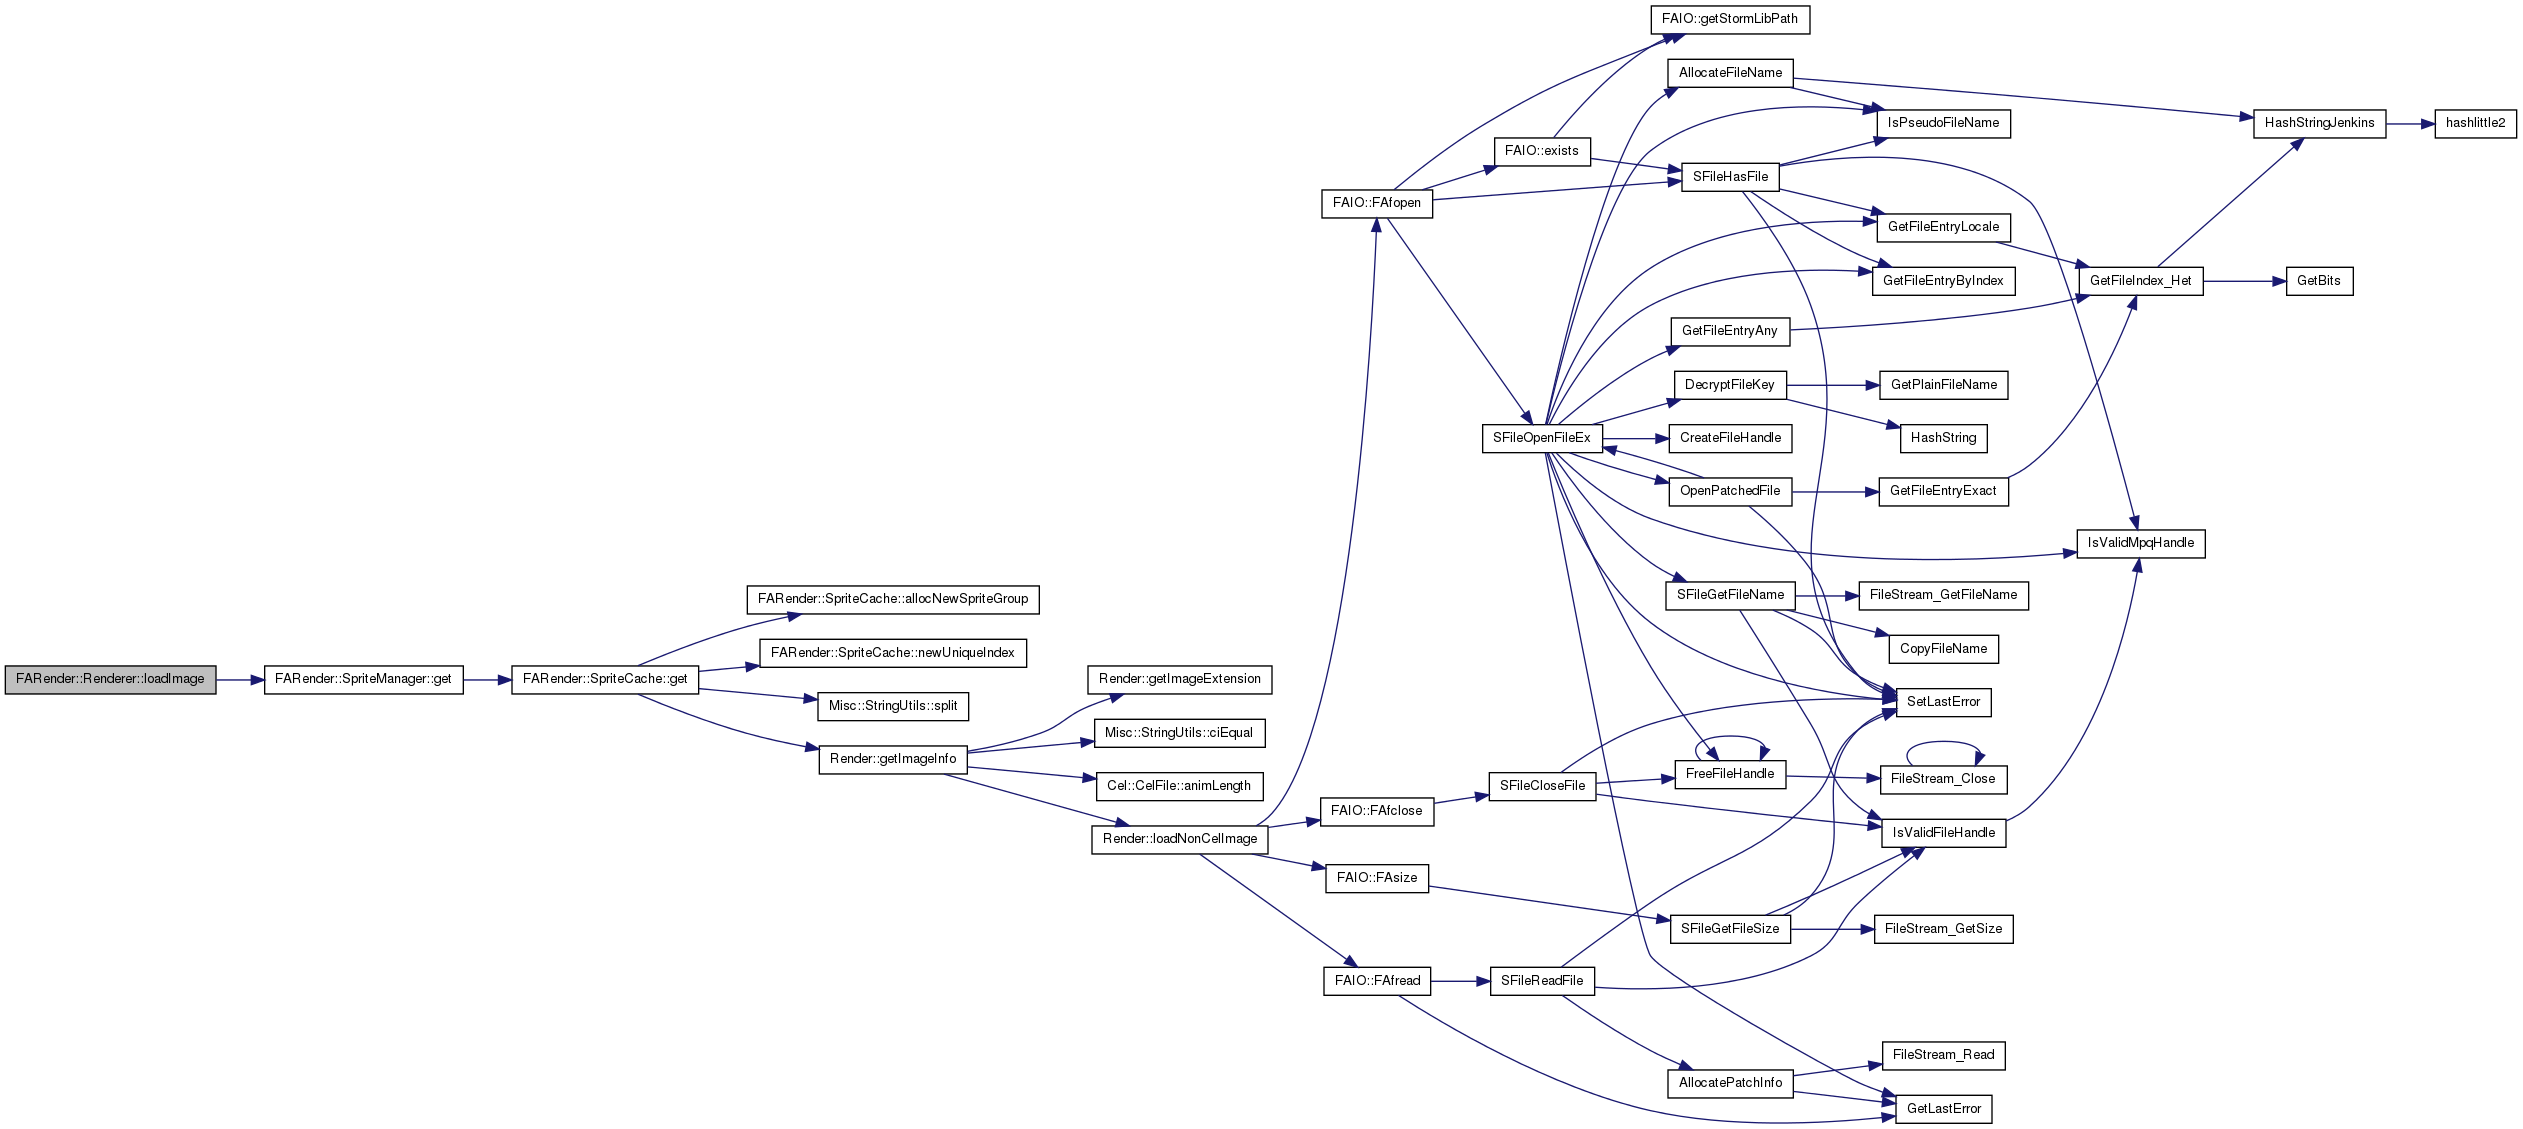 FARender::Renderer::loadImage
FARender::SpriteManager::get
FARender::SpriteCache::get
FARender::SpriteCache::allocNewSpriteGroup
FARender::SpriteCache::newUniqueIndex
Misc::StringUtils::split
Render::getImageInfo
Render::getImageExtension
Misc::StringUtils::ciEqual
Cel::CelFile::animLength
Render::loadNonCelImage
FAIO::FAfopen
FAIO::FAfclose
FAIO::FAsize
FAIO::FAfread
FAIO::exists
SFileOpenFileEx
SFileCloseFile
SFileReadFile
FAIO::getStormLibPath
AllocateFileName
SFileHasFile
GetFileEntryAny
DecryptFileKey
CreateFileHandle
OpenPatchedFile
SFileGetFileName
FreeFileHandle
SFileGetFileSize
AllocatePatchInfo
IsPseudoFileName
GetFileEntryLocale
GetFileEntryByIndex
GetPlainFileName
HashString
GetFileEntryExact
FileStream_GetFileName
CopyFileName
SetLastError
FileStream_Close
IsValidFileHandle
FileStream_GetSize
FileStream_Read
GetLastError
GetFileIndex_Het
IsValidMpqHandle
HashStringJenkins
GetBits
hashlittle2